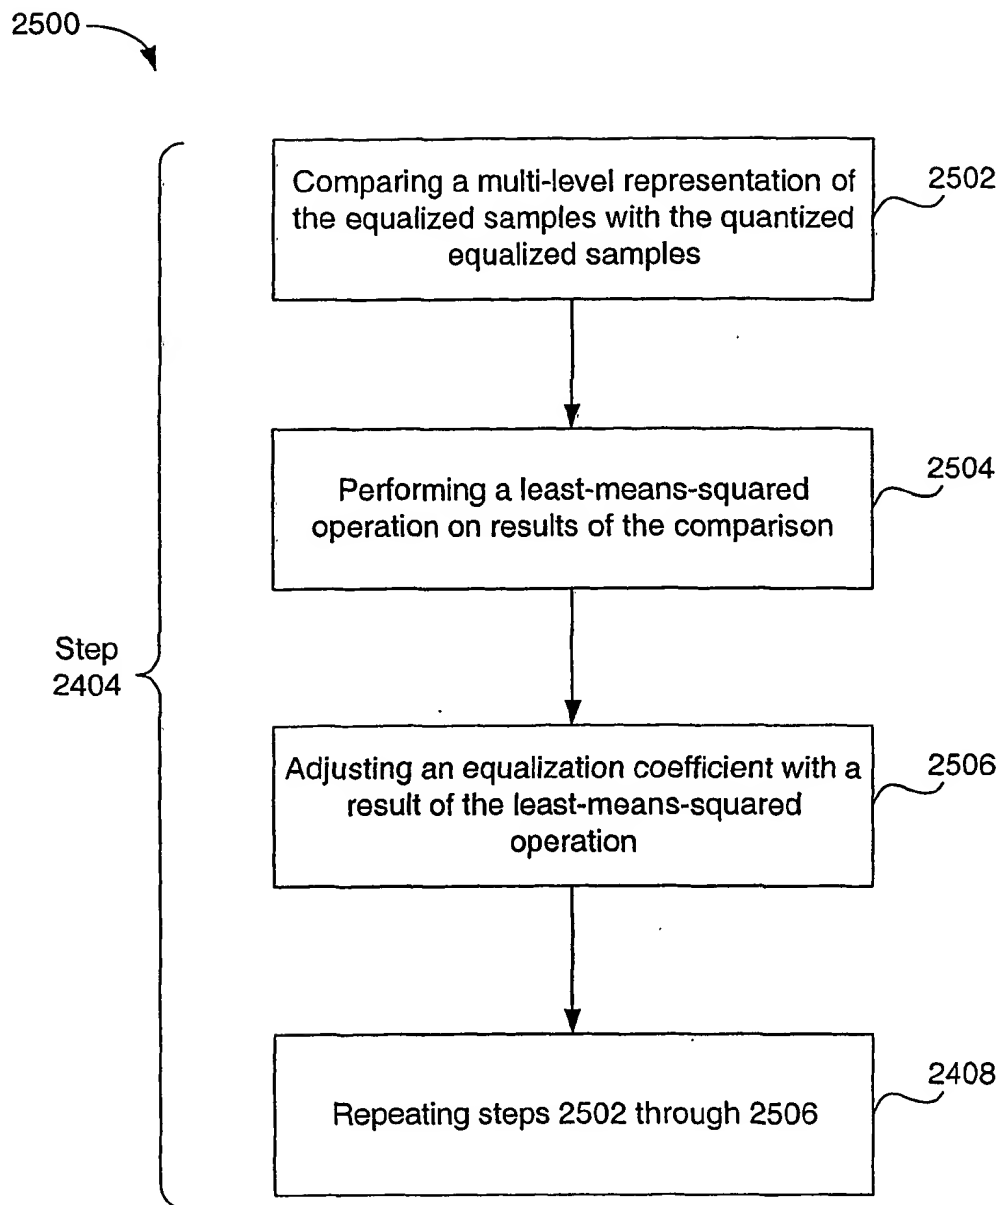 2500
Comparing a multi-level representation of
the equalized samples with the quantized
equalized samples
2502
Performing a least-means-squared
operation on results of the comparison
2504
Step
2404
Adjusting an equalization coefficient with a
result of the least-means-squared
operation
2506
Repeating steps 2502 through 2506
2408